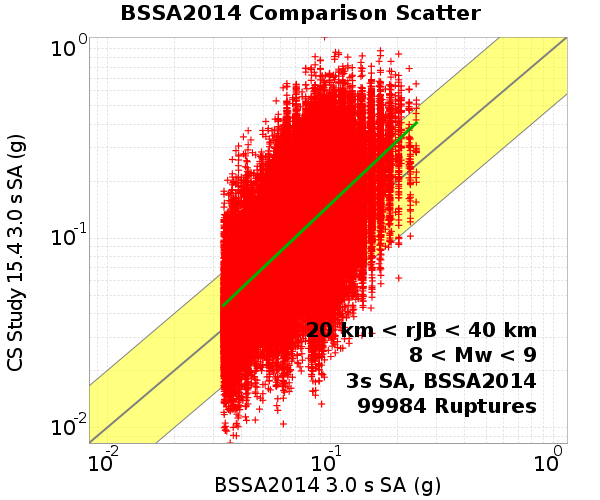 BSSA2014 Comparison Scatter
CS Study 15.4 3.0 s SA (g)
10^0
10^-1
10^-2
20 km < rJB < 40 km
8 < Mw < 9
3s SA, BSSA2014
99984 Ruptures
10^-2 10^-1 10^0
BSSA2014 3.0 s SA (g)